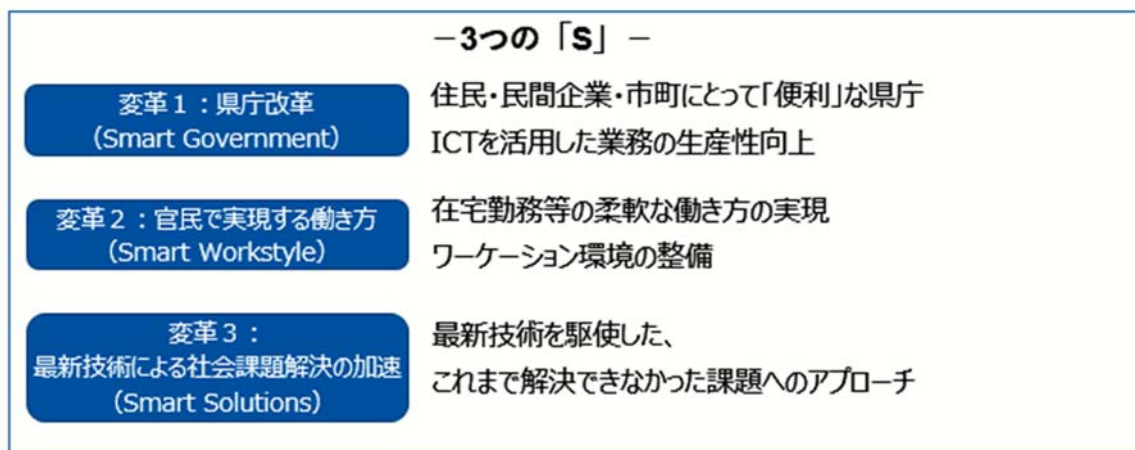 －3つの「S」－
変革１：県庁改革
（Smart Government）
住民・民間企業・市町にとって「便利」な県庁
ICTを活用した業務の生産性向上
変革２：官民で実現する働き方
（Smart Workstyle）
在宅勤務等の柔軟な働き方の実現
ワーケーション環境の整備
変革３：
最新技術による社会課題解決の加速
（Smart Solutions）
最新技術を駆使した、
これまで解決できなかった課題へのアプローチ